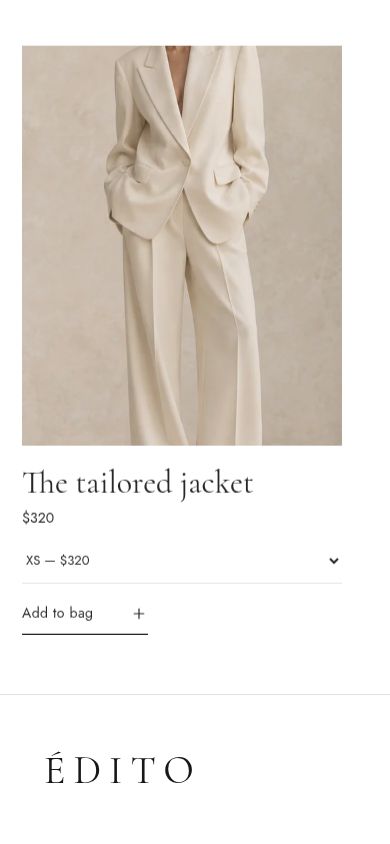 The tailored jacket
$320
XS — $320
Add to bag +
ÉDITO